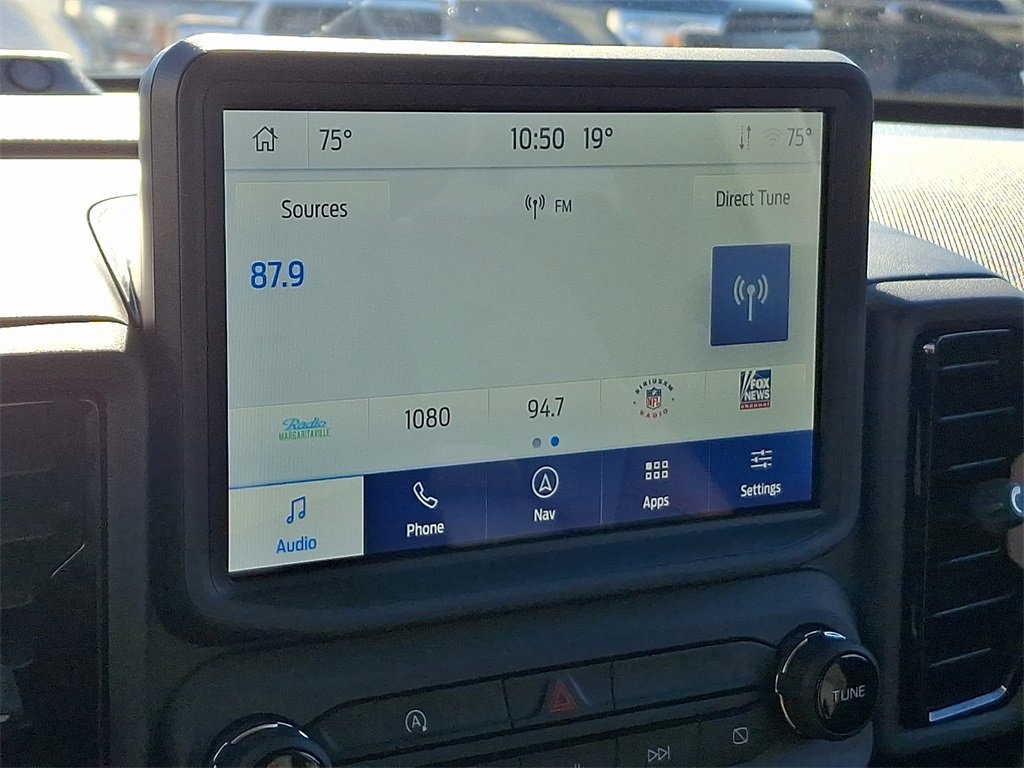 75° 10:50 19° 75°
Sources FM Direct Tune
87.9
Radio MARGARITAVILLE 1080 94.7 SIRIUSXM NFL RADIO FOX NEWS channel
Audio Phone Nav Apps Settings
A
TUNE